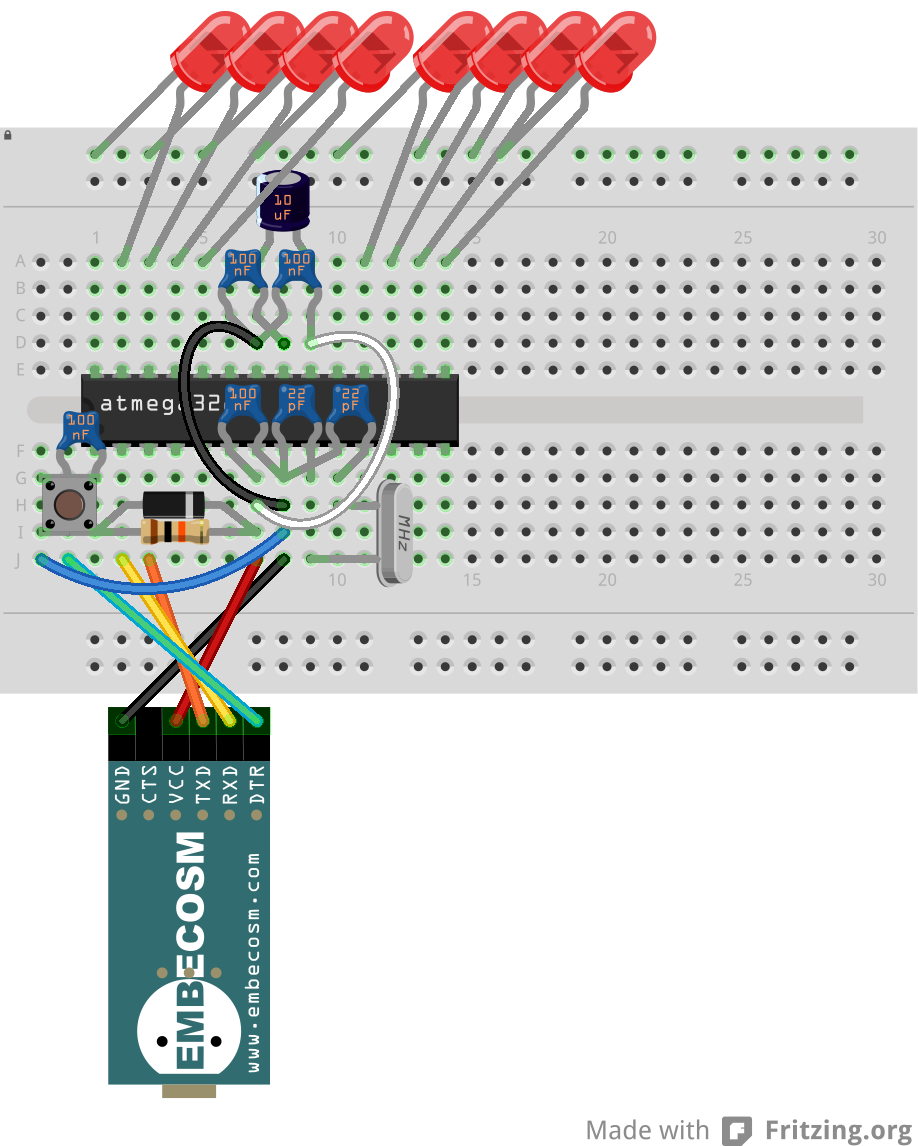 10
uF
1 5 10 15 20 25 30
A
100
nF
100
nF
B
C
D
E
atmega32
100
nF
22
pF
22
pF
100
nF
F
G
H
I
MHz
J
10 15 20 25 30
GND
CTS
VCC
TXD
RXD
DTR
EMBECOSM
www.embecosm.com
Made with Fritzing.org